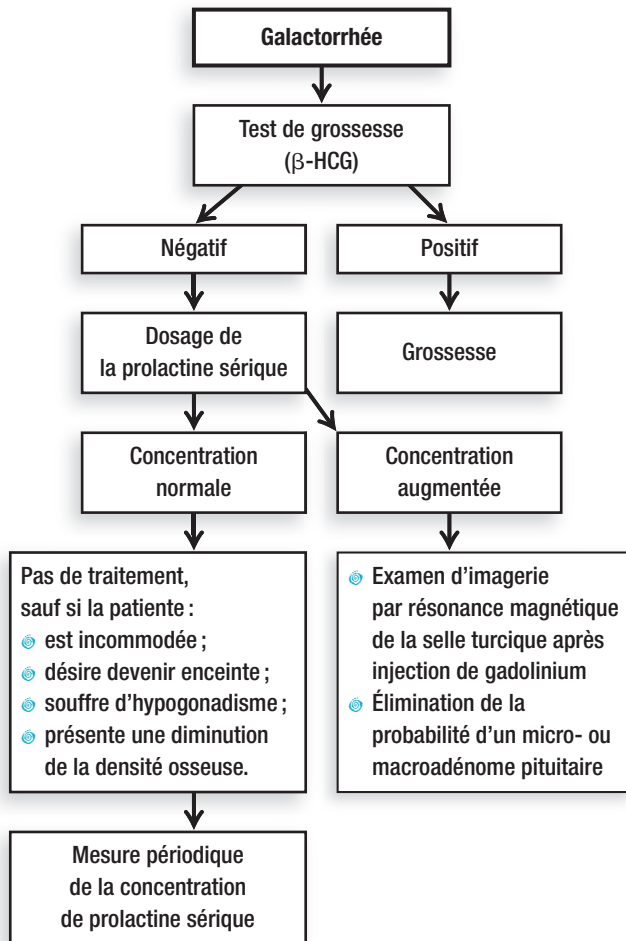 Galactorrhée
Test de grossesse
(β-HCG)
Négatif
Positif
Dosage de
la prolactine sérique
Grossesse
Concentration
normale
Concentration
augmentée
Pas de traitement,
sauf si la patiente :
est incommodée ;
désire devenir enceinte ;
souffre d’hypogonadisme ;
présente une diminution
de la densité osseuse.
Examen d’imagerie
par résonance magnétique
de la selle turcique après
injection de gadolinium
Élimination de la
probabilité d’un micro- ou
macroadénome pituitaire
Mesure périodique
de la concentration
de prolactine sérique